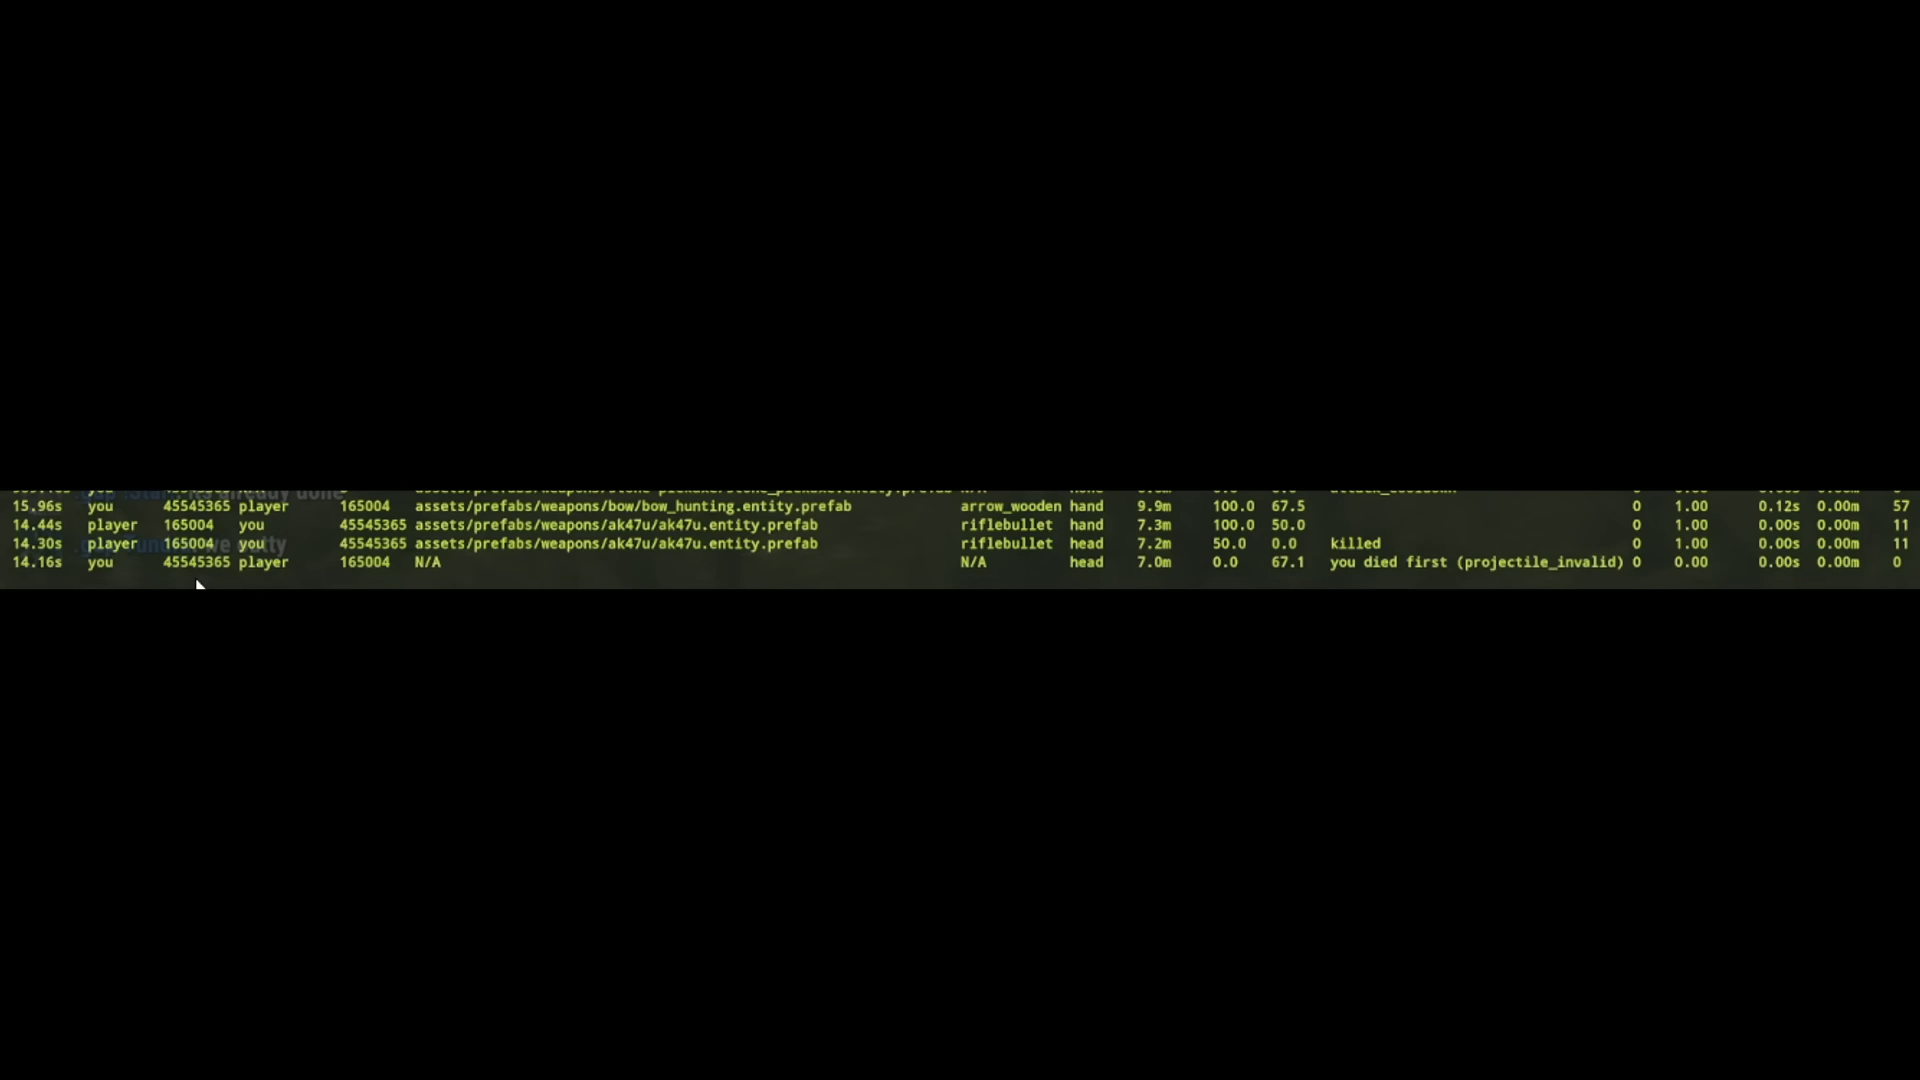 its already done
15.96s you 45545365 player 165004 assets/prefabs/weapons/bow/bow_hunting.entity.prefab arrow_wooden hand 9.9m 100.0 67.5 0 1.00 0.12s 0.00m 57
14.44s player 165004 you 45545365 assets/prefabs/weapons/ak47u/ak47u.entity.prefab riflebullet hand 7.3m 100.0 50.0 0 1.00 0.00s 0.00m 11
14.30s player 165004 you 45545365 assets/prefabs/weapons/ak47u/ak47u.entity.prefab riflebullet head 7.2m 50.0 0.0 killed 0 1.00 0.00s 0.00m 11
14.16s you 45545365 player 165004 N/A N/A head 7.0m 0.0 67.1 you died first (projectile_invalid) 0 0.00 0.00s 0.00m 0